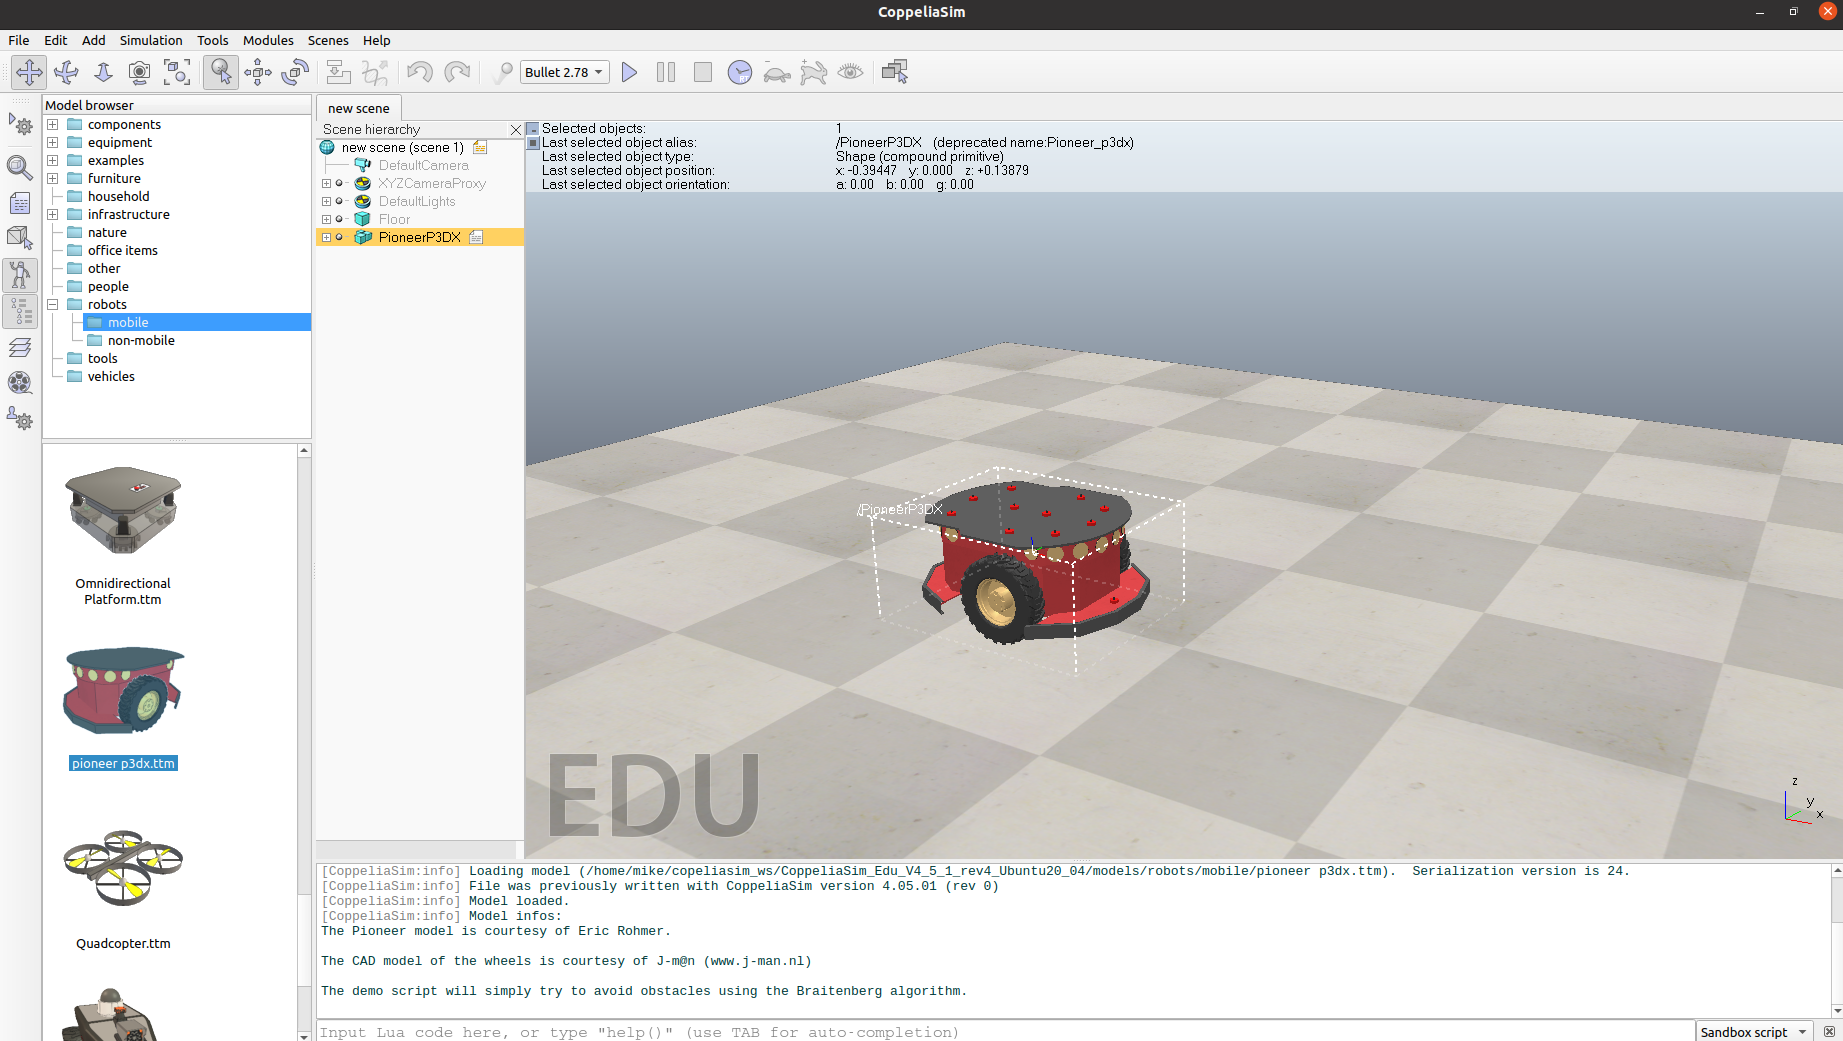 CoppeliaSim
File Edit Add Simulation Tools Modules Scenes Help
Bullet 2.78
Model browser
components
equipment
examples
furniture
household
infrastructure
nature
office items
other
people
robots
mobile
non-mobile
tools
vehicles
Omnidirectional
Platform.ttm
pioneer p3dx.ttm
Quadcopter.ttm
new scene
Scene hierarchy
new scene (scene 1)
DefaultCamera
XYZCameraProxy
DefaultLights
Floor
PioneerP3DX
Selected objects: 1
Last selected object alias: /PioneerP3DX (deprecated name:Pioneer_p3dx)
Last selected object type: Shape (compound primitive)
Last selected object position: x: -0.39447 y: 0.000 z: +0.13879
Last selected object orientation: a: 0.00 b: 0.00 g: 0.00
/PioneerP3DX
EDU
z
y
x
[CoppeliaSim:info] Loading model (/home/mike/copeliasim_ws/CoppeliaSim_Edu_V4_5_1_rev4_Ubuntu20_04/models/robots/mobile/pioneer p3dx.ttm). Serialization version is 24.
[CoppeliaSim:info] File was previously written with CoppeliaSim version 4.05.01 (rev 0)
[CoppeliaSim:info] Model loaded.
[CoppeliaSim:info] Model infos:
The Pioneer model is courtesy of Eric Rohmer.
The CAD model of the wheels is courtesy of J-m@n (www.j-man.nl)
The demo script will simply try to avoid obstacles using the Braitenberg algorithm.
Input Lua code here, or type "help()" (use TAB for auto-completion)
Sandbox script